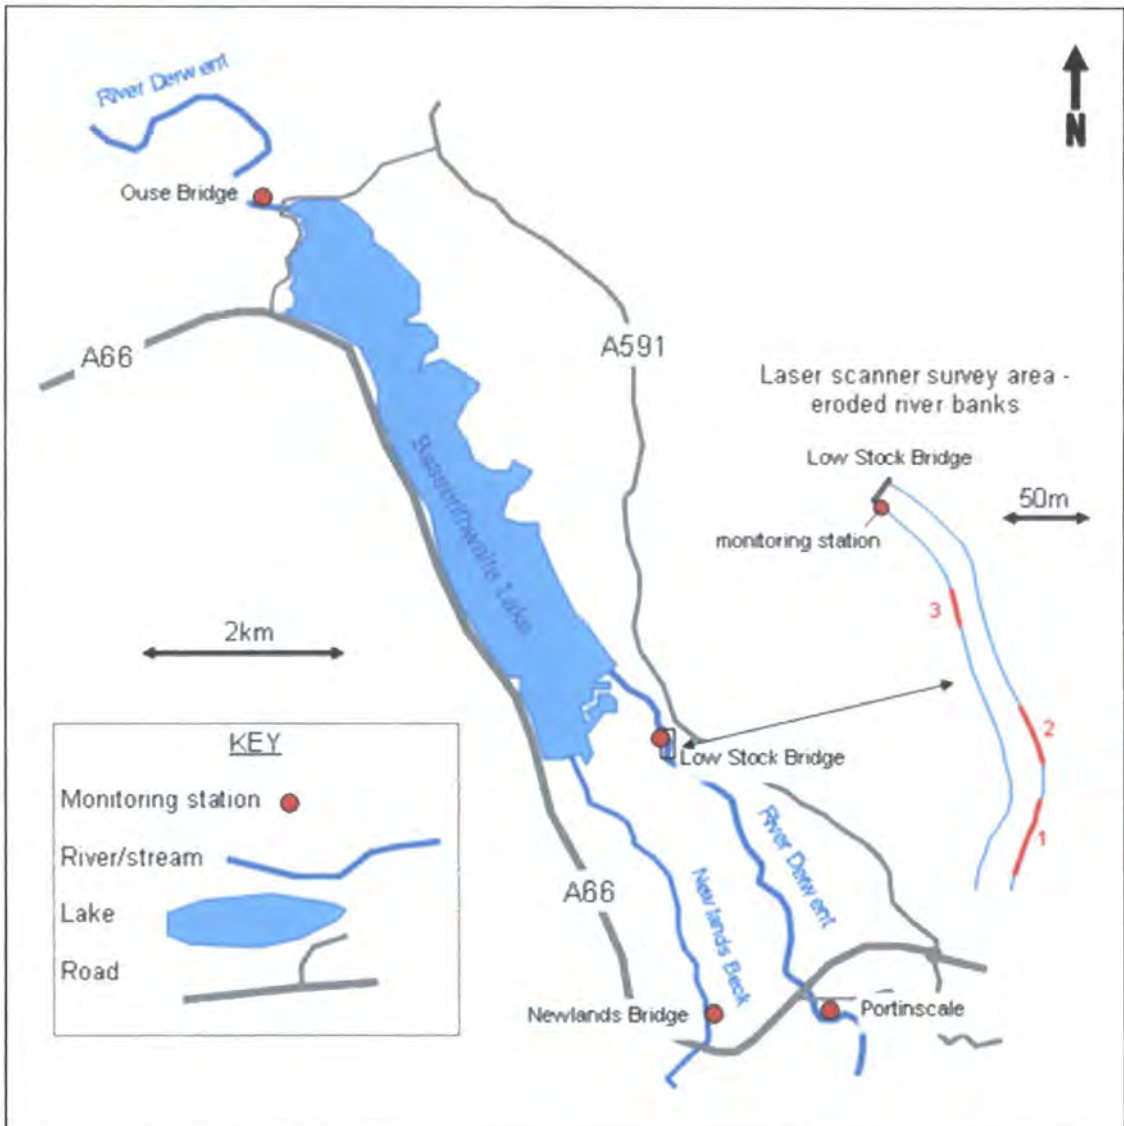 River Derwent
N
Ouse Bridge
A66
A591
Laser scanner survey area -
eroded river banks
Low Stock Bridge
50m
monitoring station
Bassenthwaite Lake
3
2km
2
KEY
Low Stock Bridge
Monitoring station
River/stream
River Derwent
1
Newlands Beck
A66
Lake
Road
Newlands Bridge
Portinscale